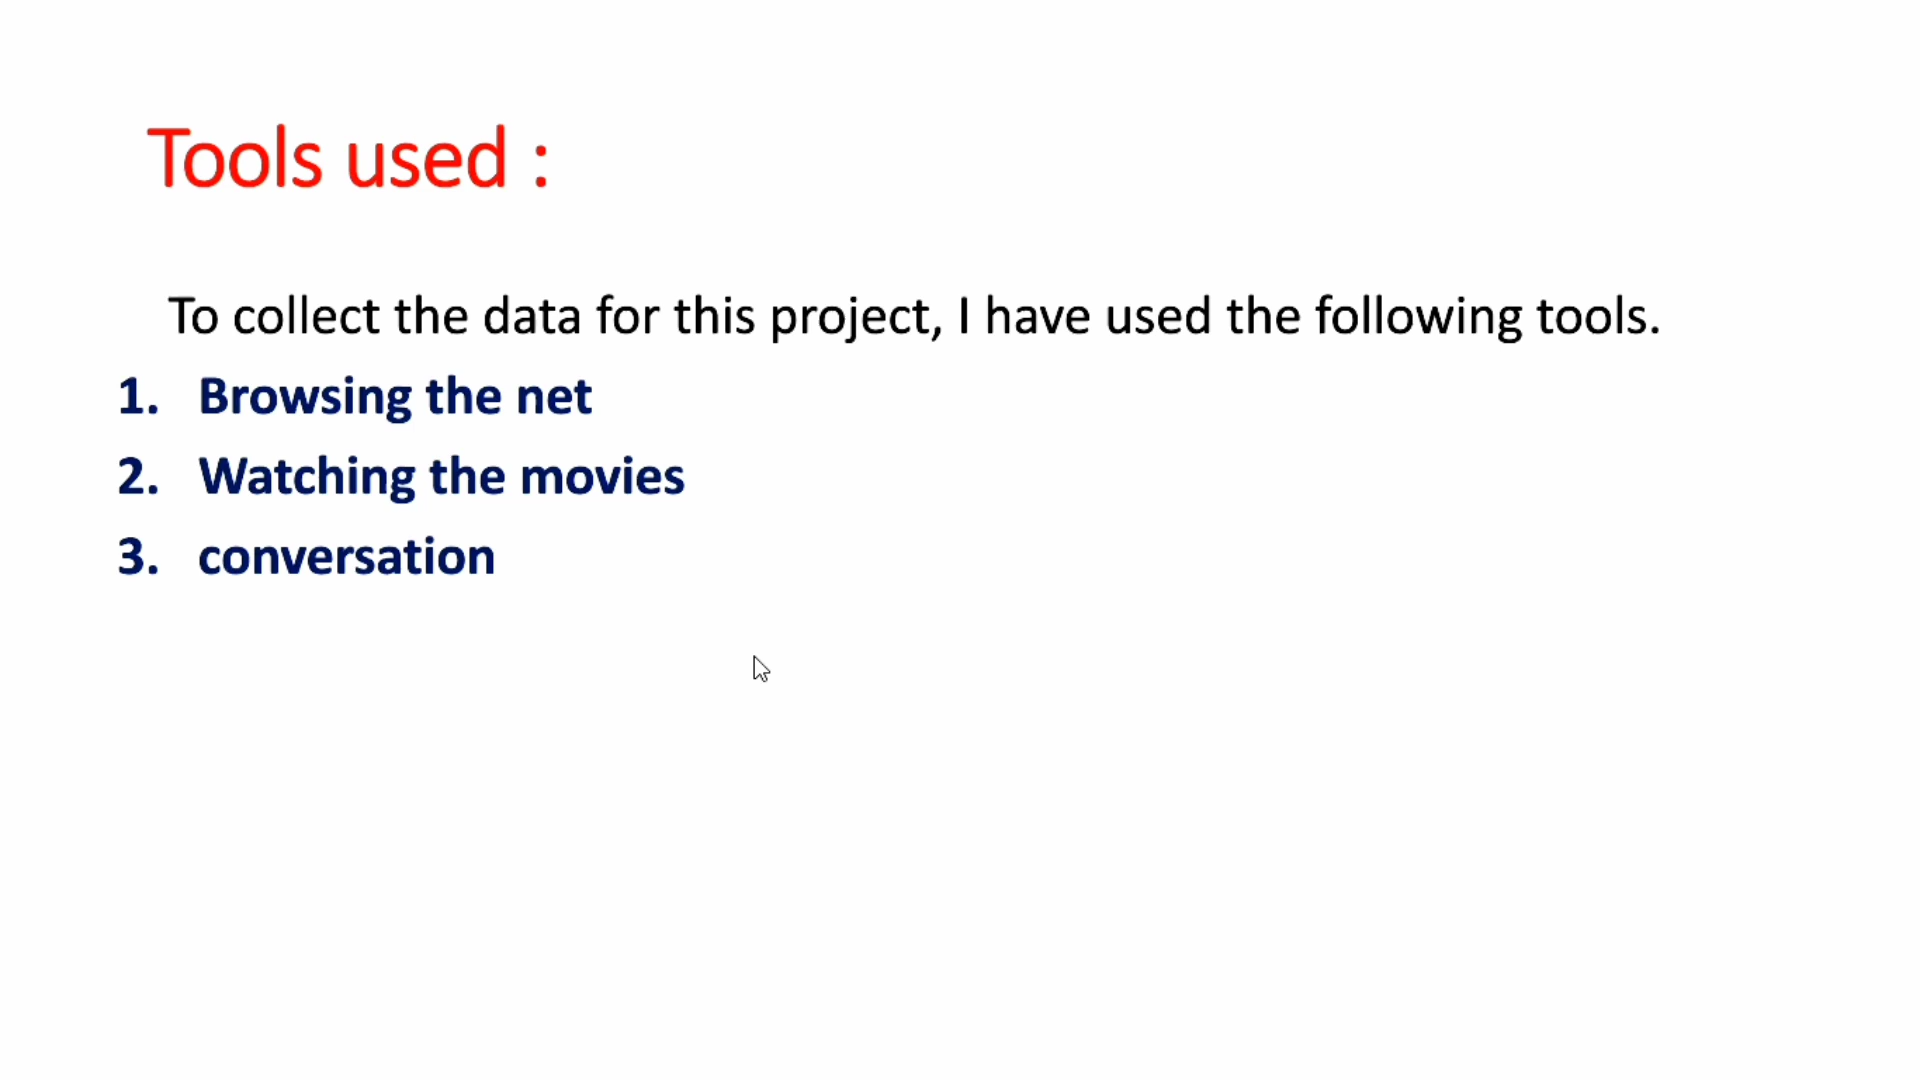 Tools used :
To collect the data for this project, I have used the following tools.
1. Browsing the net
2. Watching the movies
3. conversation